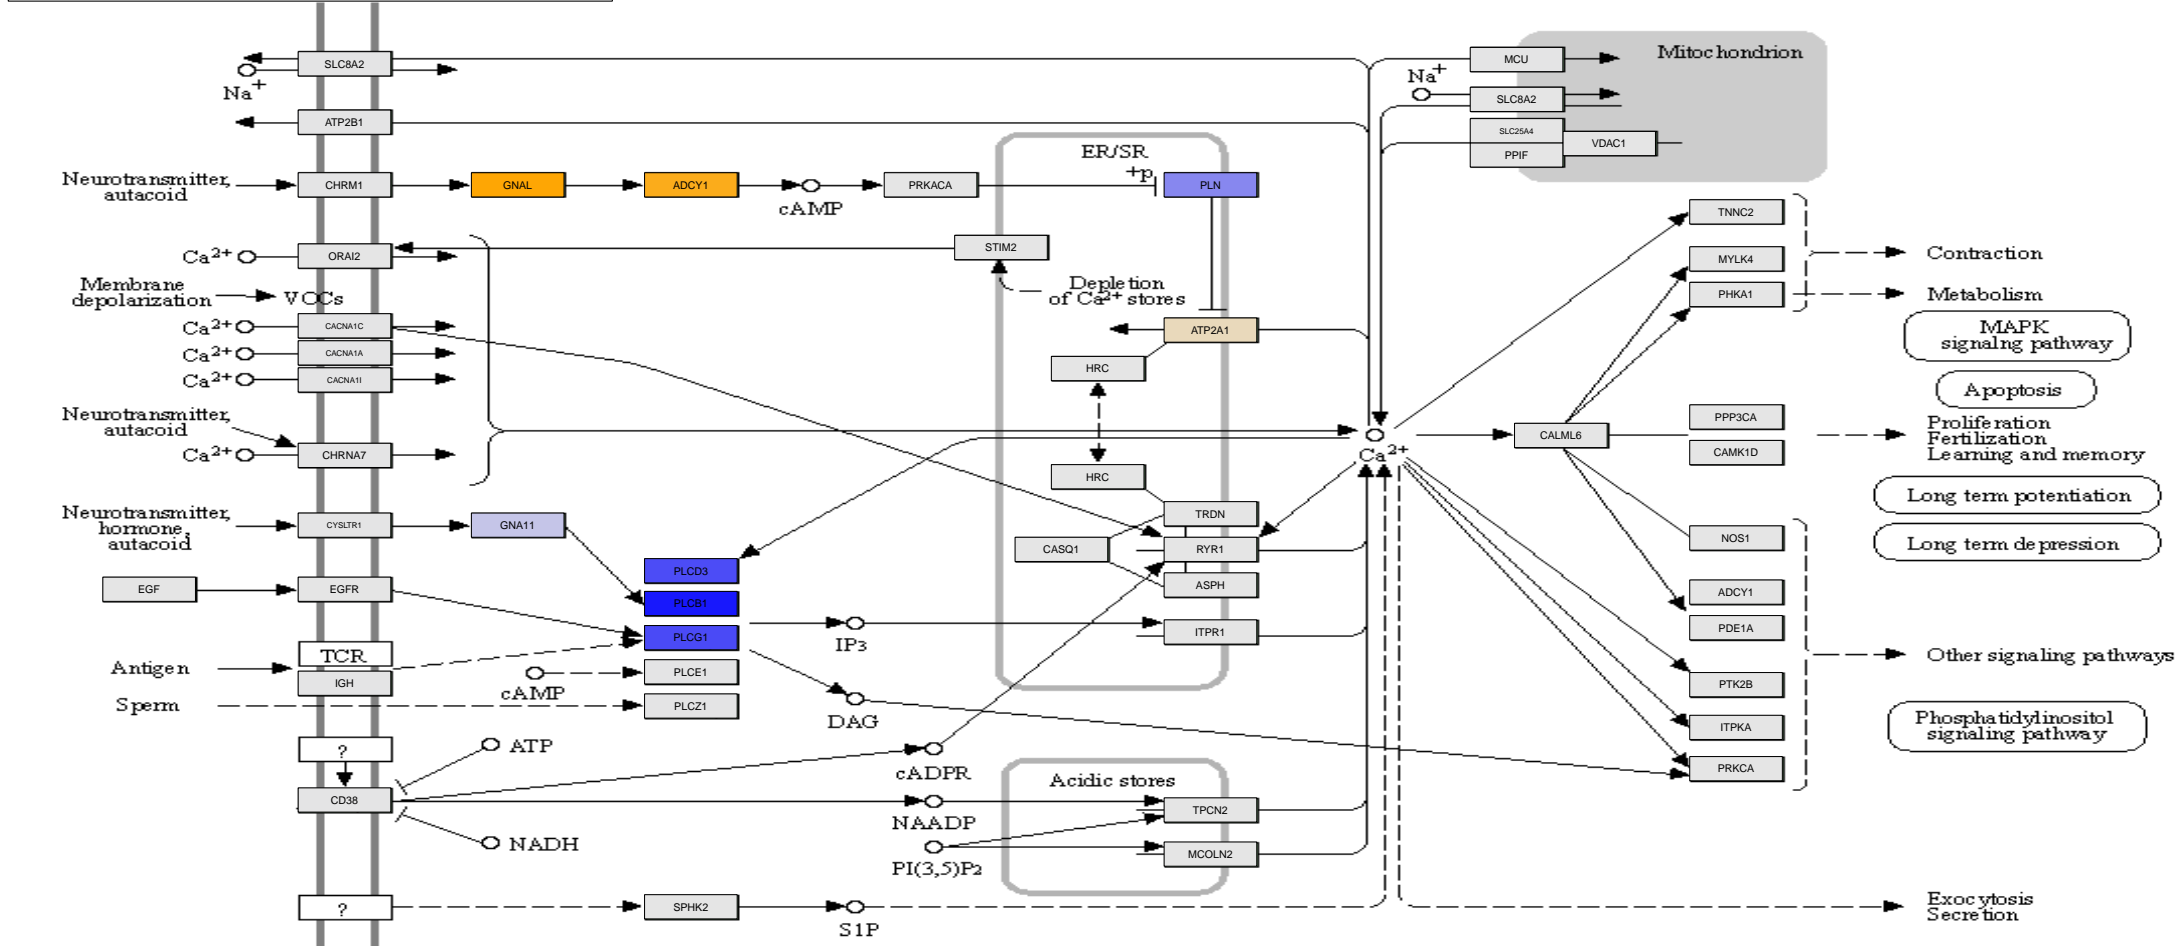 SLC8A2
Na+
ATP2B1
MCU
Na+
SLC8A2
SLC25A4
PPIF
VDAC1
Mitochondrion
Neurotransmitter,
autacoid
CHRM1
GNAL
ADCY1
cAMP
PRKACA
ER/SR
+p
PLN
Ca2+
ORAI2
STIM2
Depletion
of Ca2+ stores
Membrane
depolarization
VOCs
Ca2+
CACNA1C
Ca2+
CACNA1A
Ca2+
CACNA1I
ATP2A1
HRC
Neurotransmitter,
autacoid
Ca2+
CHRNA7
HRC
TRDN
CASQ1
RYR1
ASPH
ITPR1
Neurotransmitter,
hormone,
autacoid
CYSLTR1
GNA11
EGF
EGFR
PLCD3
PLCB1
PLCG1
PLCE1
PLCZ1
IP3
DAG
Antigen
TCR
IGH
cAMP
Sperm
?
ATP
CD38
NADH
cADPR
NAADP
PI(3,5)P2
Acidic stores
TPCN2
MCOLN2
?
SPHK2
S1P
Ca2+
CALML6
TNNC2
MYLK4
PHKA1
PPP3CA
CAMK1D
NOS1
ADCY1
PDE1A
PTK2B
ITPKA
PRKCA
Contraction
Metabolism
MAPK
signalng pathway
Apoptosis
Proliferation
Fertilization
Learning and memory
Long term potentiation
Long term depression
Other signaling pathways
Phosphatidylinositol
signaling pathway
Exocytosis
Secretion